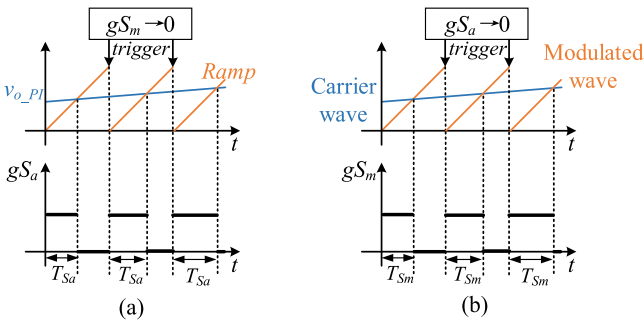 gSm→0
trigger
Ramp
vo_PI
t
gSa
TSa
TSa
TSa
t
(a)
gSa→0
trigger
Modulated
wave
Carrier
wave
t
gSm
TSm
TSm
TSm
t
(b)